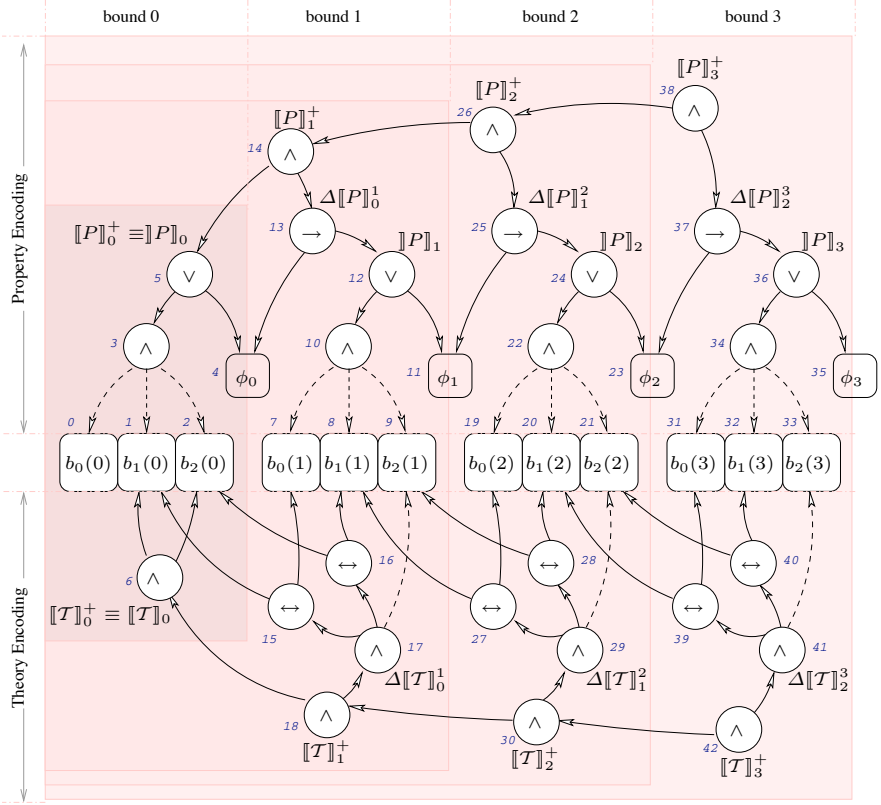 bound 0 bound 1 bound 2 bound 3
⟦P⟧₃⁺
38 ∧
⟦P⟧₂⁺
26 ∧
⟦P⟧₁⁺
14 ∧
Δ⟦P⟧₀¹ Δ⟦P⟧₁² Δ⟦P⟧₂³
13 → 25 → 37 →
⟦P⟧₀⁺ ≡⟧P⟧₀ ⟧P⟧₁ ⟧P⟧₂ ⟧P⟧₃
5 ∨ 12 ∨ 24 ∨ 36 ∨
Property Encoding
3 ∧ 10 ∧ 22 ∧ 34 ∧
4 ϕ₀ 11 ϕ₁ 23 ϕ₂ 35 ϕ₃
0 1 2 7 8 9 19 20 21 31 32 33
b₀(0) b₁(0) b₂(0) b₀(1) b₁(1) b₂(1) b₀(2) b₁(2) b₂(2) b₀(3) b₁(3) b₂(3)
Theory Encoding
↔ 16 ↔ 28 ↔ 40
6 ∧
⟦𝒯⟧₀⁺ ≡ ⟦𝒯⟧₀
↔ ↔ ↔
15 27 39
∧ 17 ∧ 29 ∧ 41
Δ⟦𝒯⟧₀¹ Δ⟦𝒯⟧₁² Δ⟦𝒯⟧₂³
18 ∧ 30 ∧ 42 ∧
⟦𝒯⟧₁⁺ ⟦𝒯⟧₂⁺ ⟦𝒯⟧₃⁺